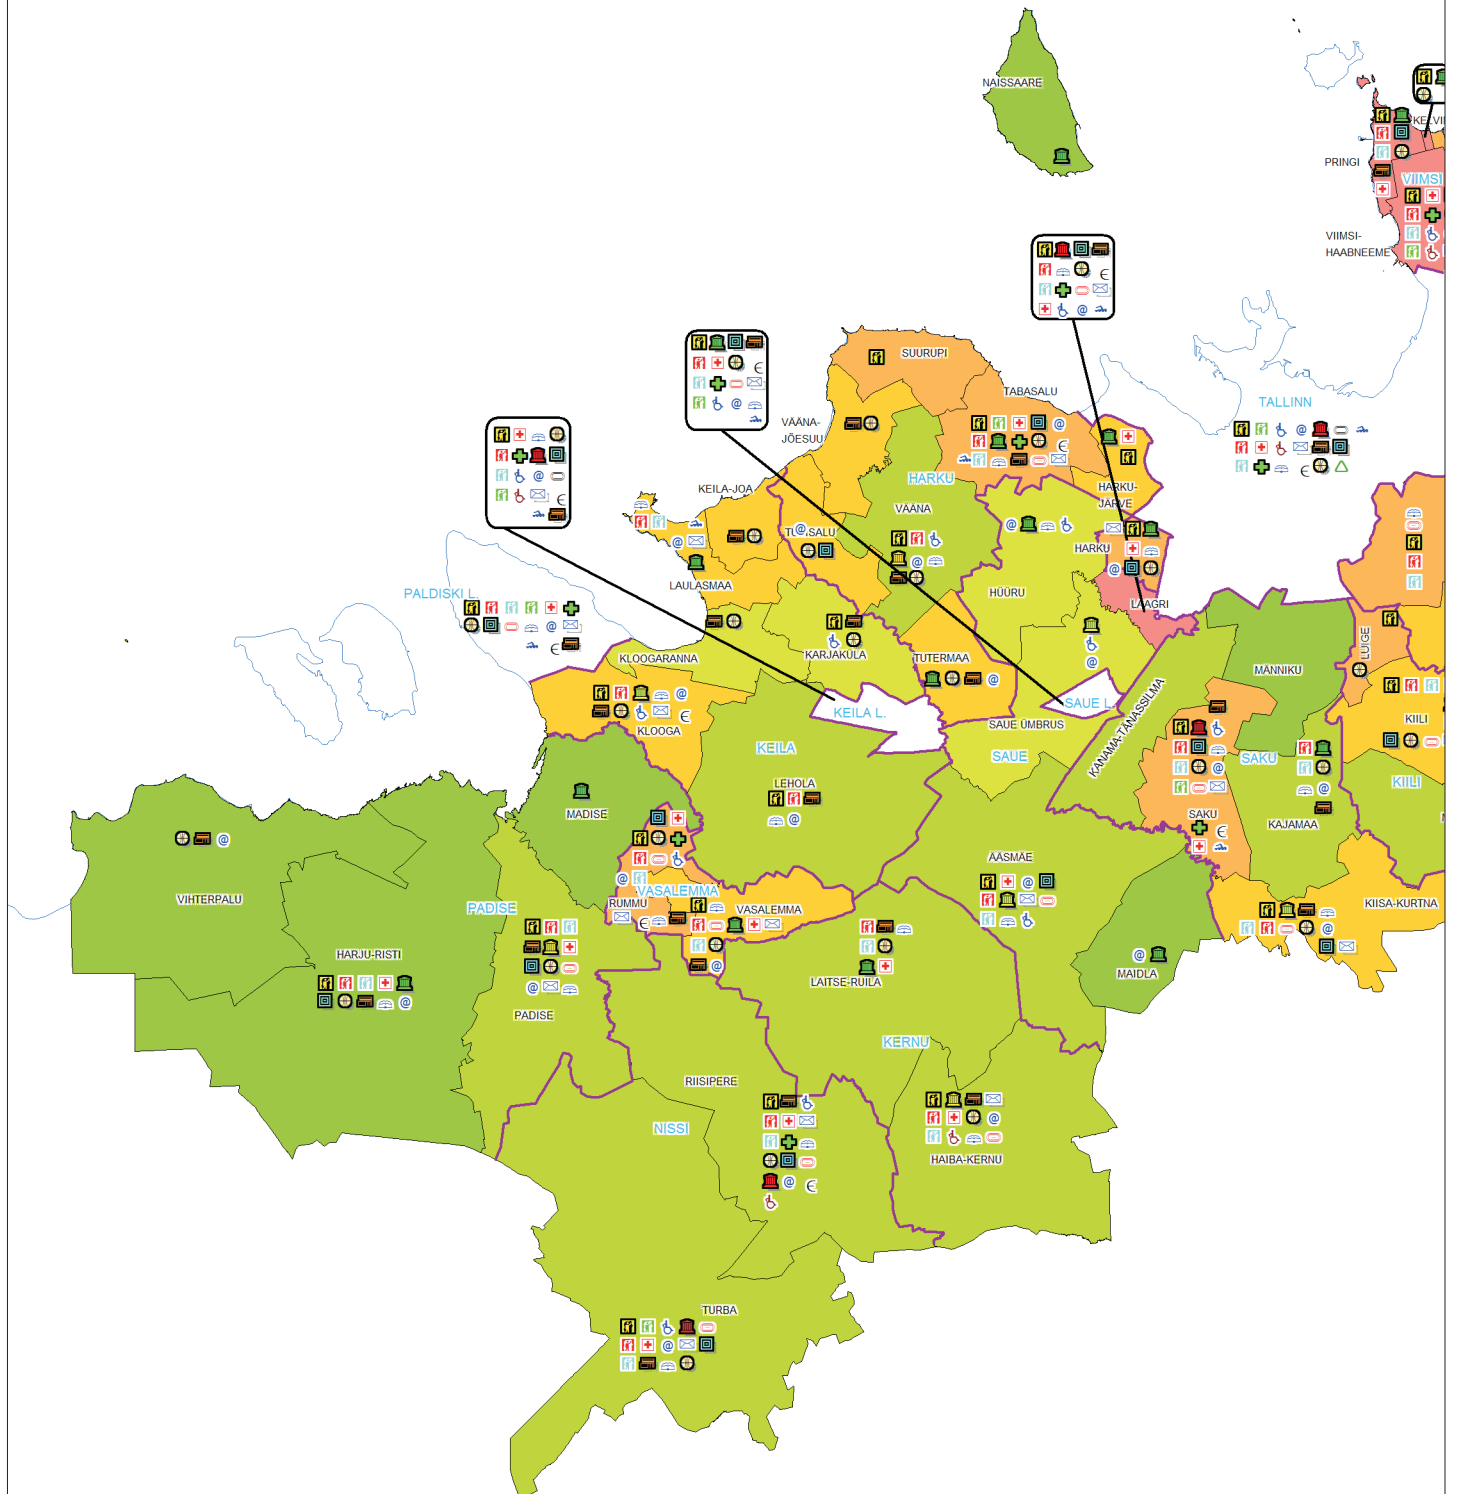 NAISSAARE
KELVI
PRINGI
VIIMSI
VIIMSI-
HAABNEEME
SUURUPI
TABASALU
TALLINN
VÄÄNA-
JÕESUU
HARKU
KEILA-JOA
HARKU-
JÄRVE
VÄÄNA
HARKU
LAULASMAA
HÜÜRU
PALDISKI L.
LAAGRI
LUIGE
KLOOGARANNA
KARJAKÜLA
TUTERMAA
MÄNNIKU
KANAMA-TÄNASSILMA
SAUE L.
KEILA L.
SAUE ÜMBRUS
KIILI
KLOOGA
KEILA
SAUE
SAKU
LEHOLA
KIILI
MADISE
SAKU
KAJAMAA
ÄÄSMÄE
VASALEMMA
VIHTERPALU
PADISE
RUMMU
VASALEMMA
KIISA-KURTNA
HARJU-RISTI
MAIDLA
LAITSE-RUILA
PADISE
KERNU
RIISIPERE
NISSI
HAIBA-KERNU
TURBA